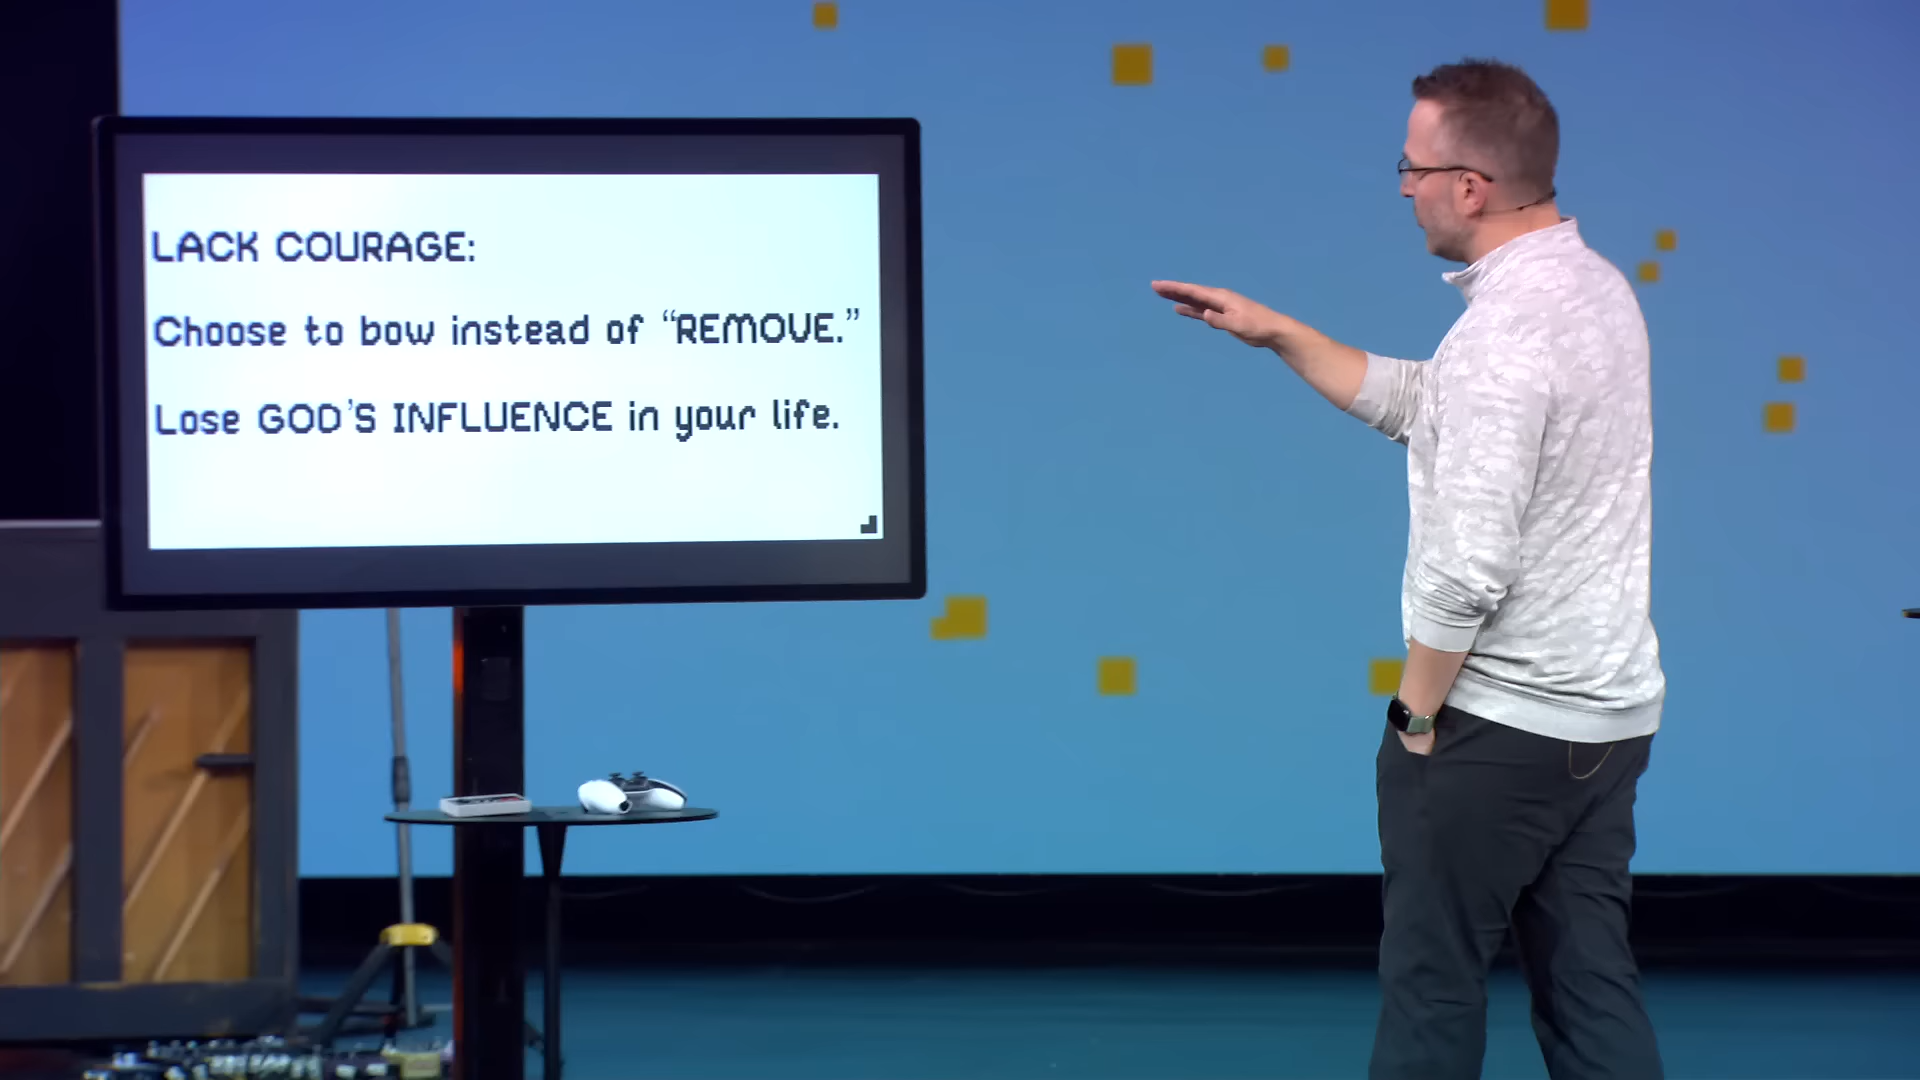 LACK COURAGE:
Choose to bow instead of “REMOVE.”
Lose GOD’S INFLUENCE in your life.